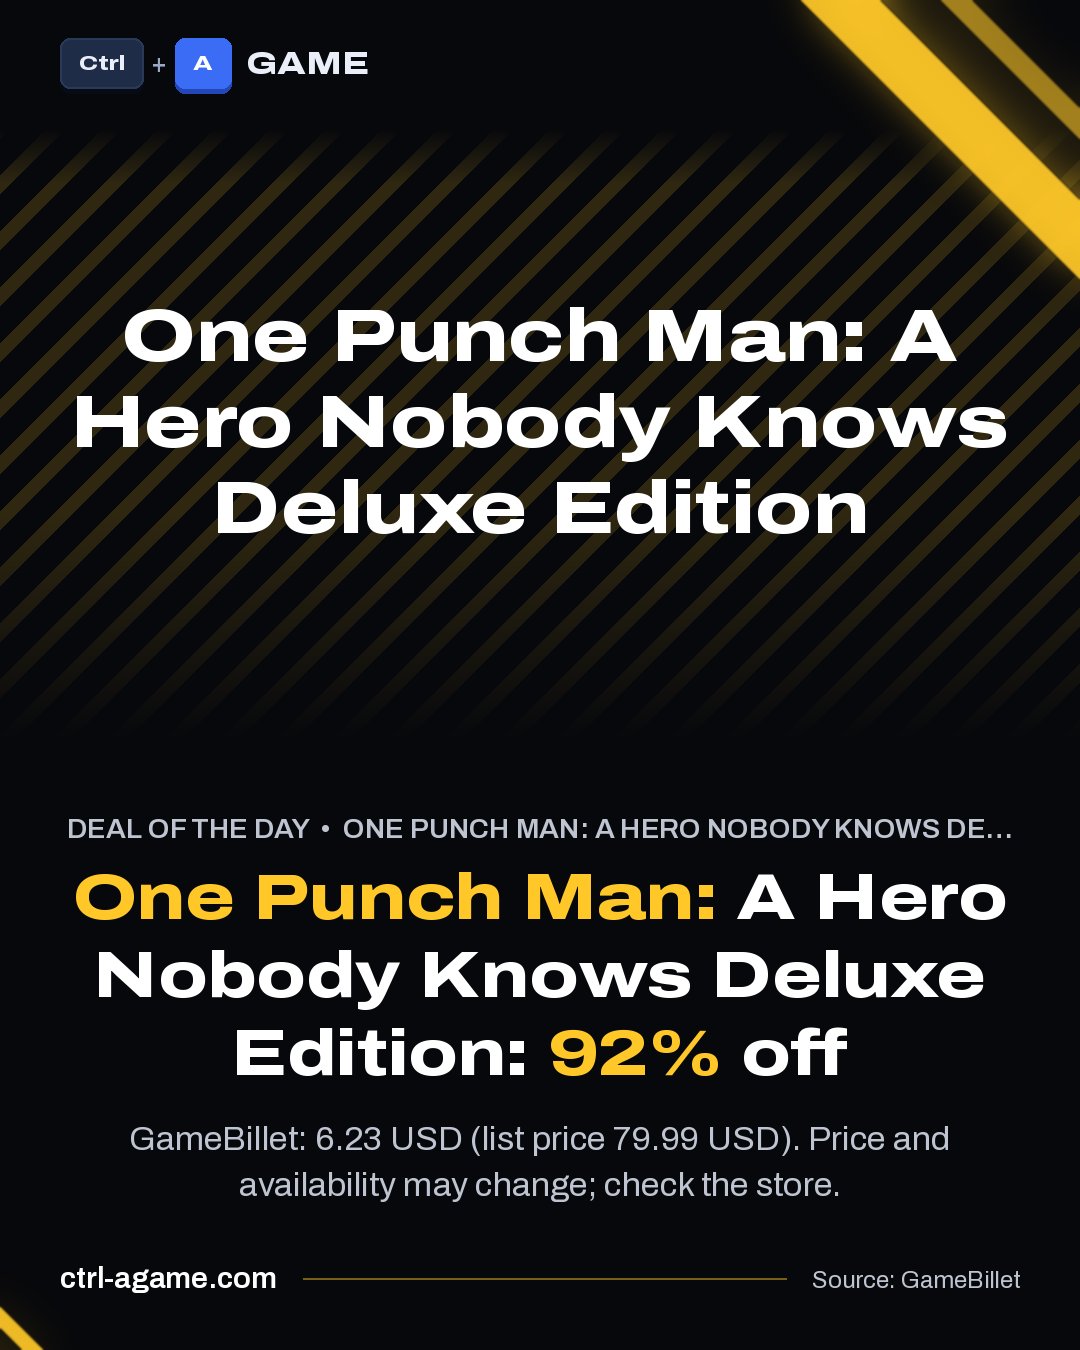 Ctrl + A GAME
One Punch Man: A
Hero Nobody Knows
Deluxe Edition
DEAL OF THE DAY • ONE PUNCH MAN: A HERO NOBODY KNOWS DE...
One Punch Man: A Hero
Nobody Knows Deluxe
Edition: 92% off
GameBillet: 6.23 USD (list price 79.99 USD). Price and
availability may change; check the store.
ctrl-agame.com
Source: GameBillet